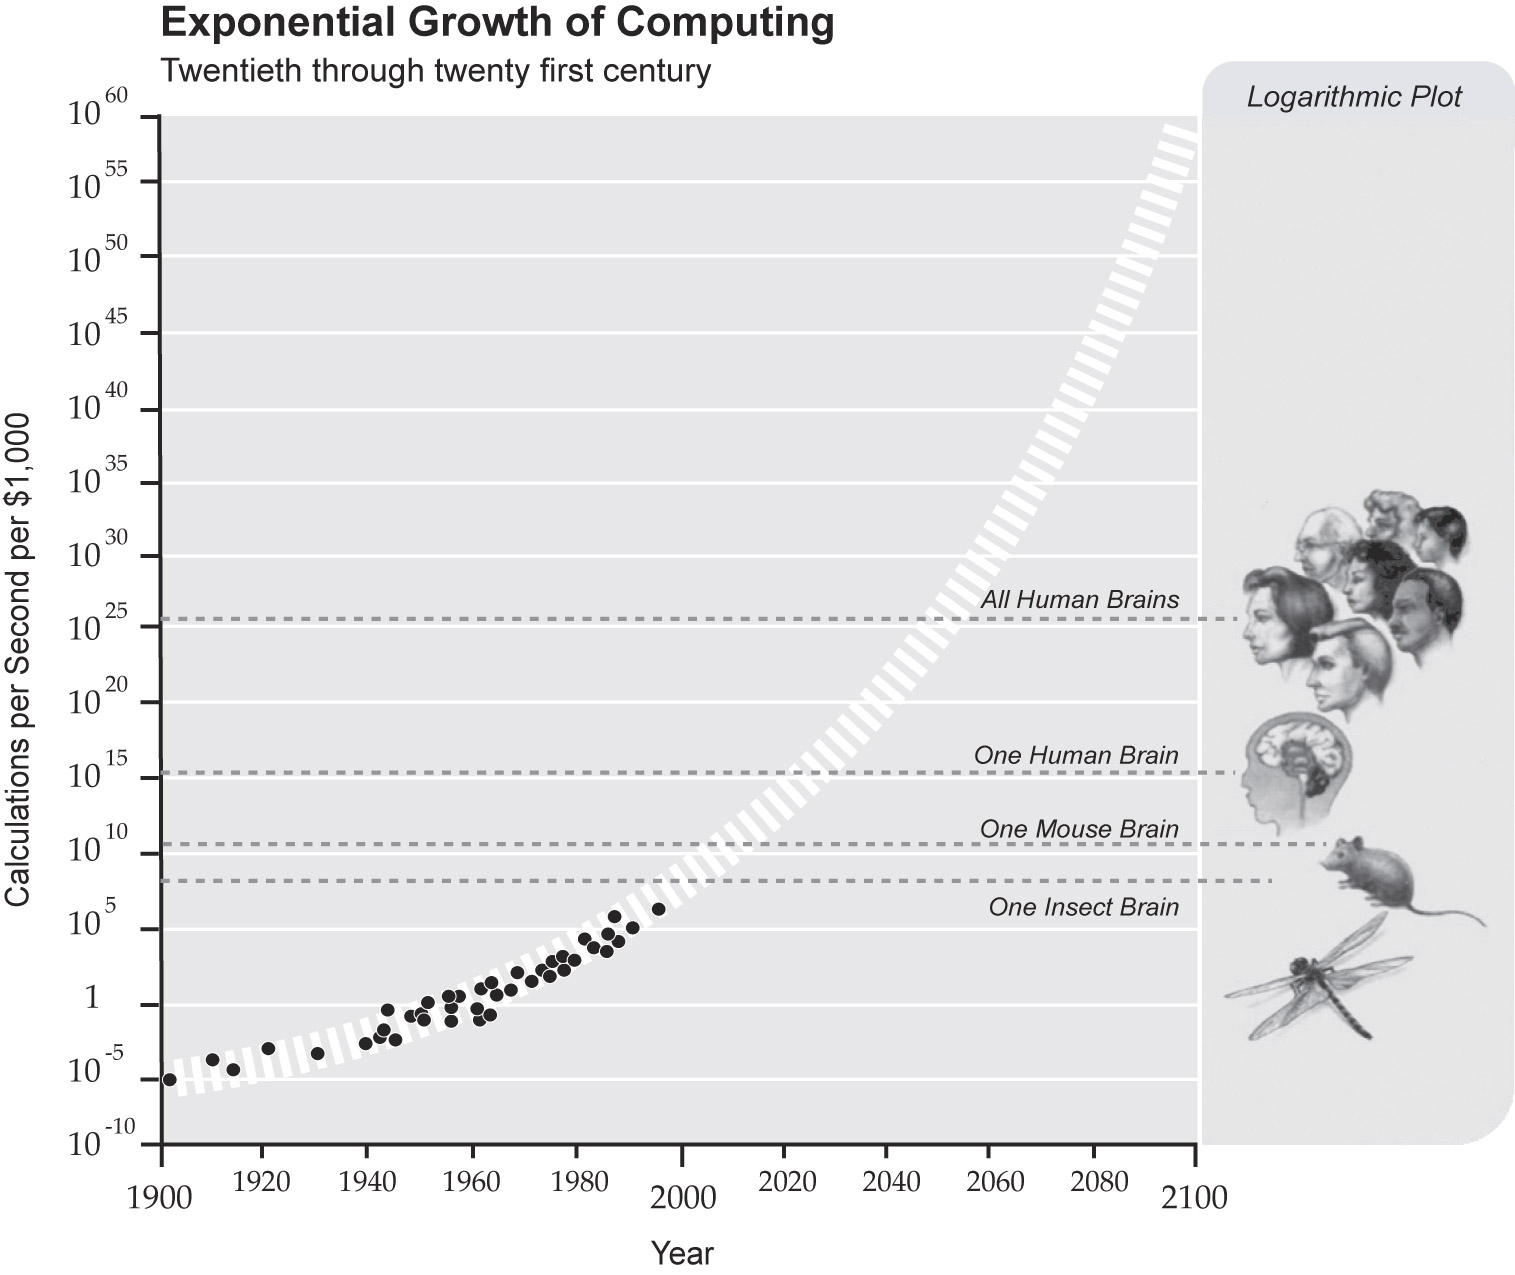 Exponential Growth of Computing
Twentieth through twenty first century
Logarithmic Plot
10 60
10 55
10 50
10 45
10 40
10 35
10 30
10 25
10 20
10 15
10 10
10 5
1
10 -5
10 -10
Calculations per Second per $1,000
All Human Brains
One Human Brain
One Mouse Brain
One Insect Brain
1900 1920 1940 1960 1980 2000 2020 2040 2060 2080 2100
Year